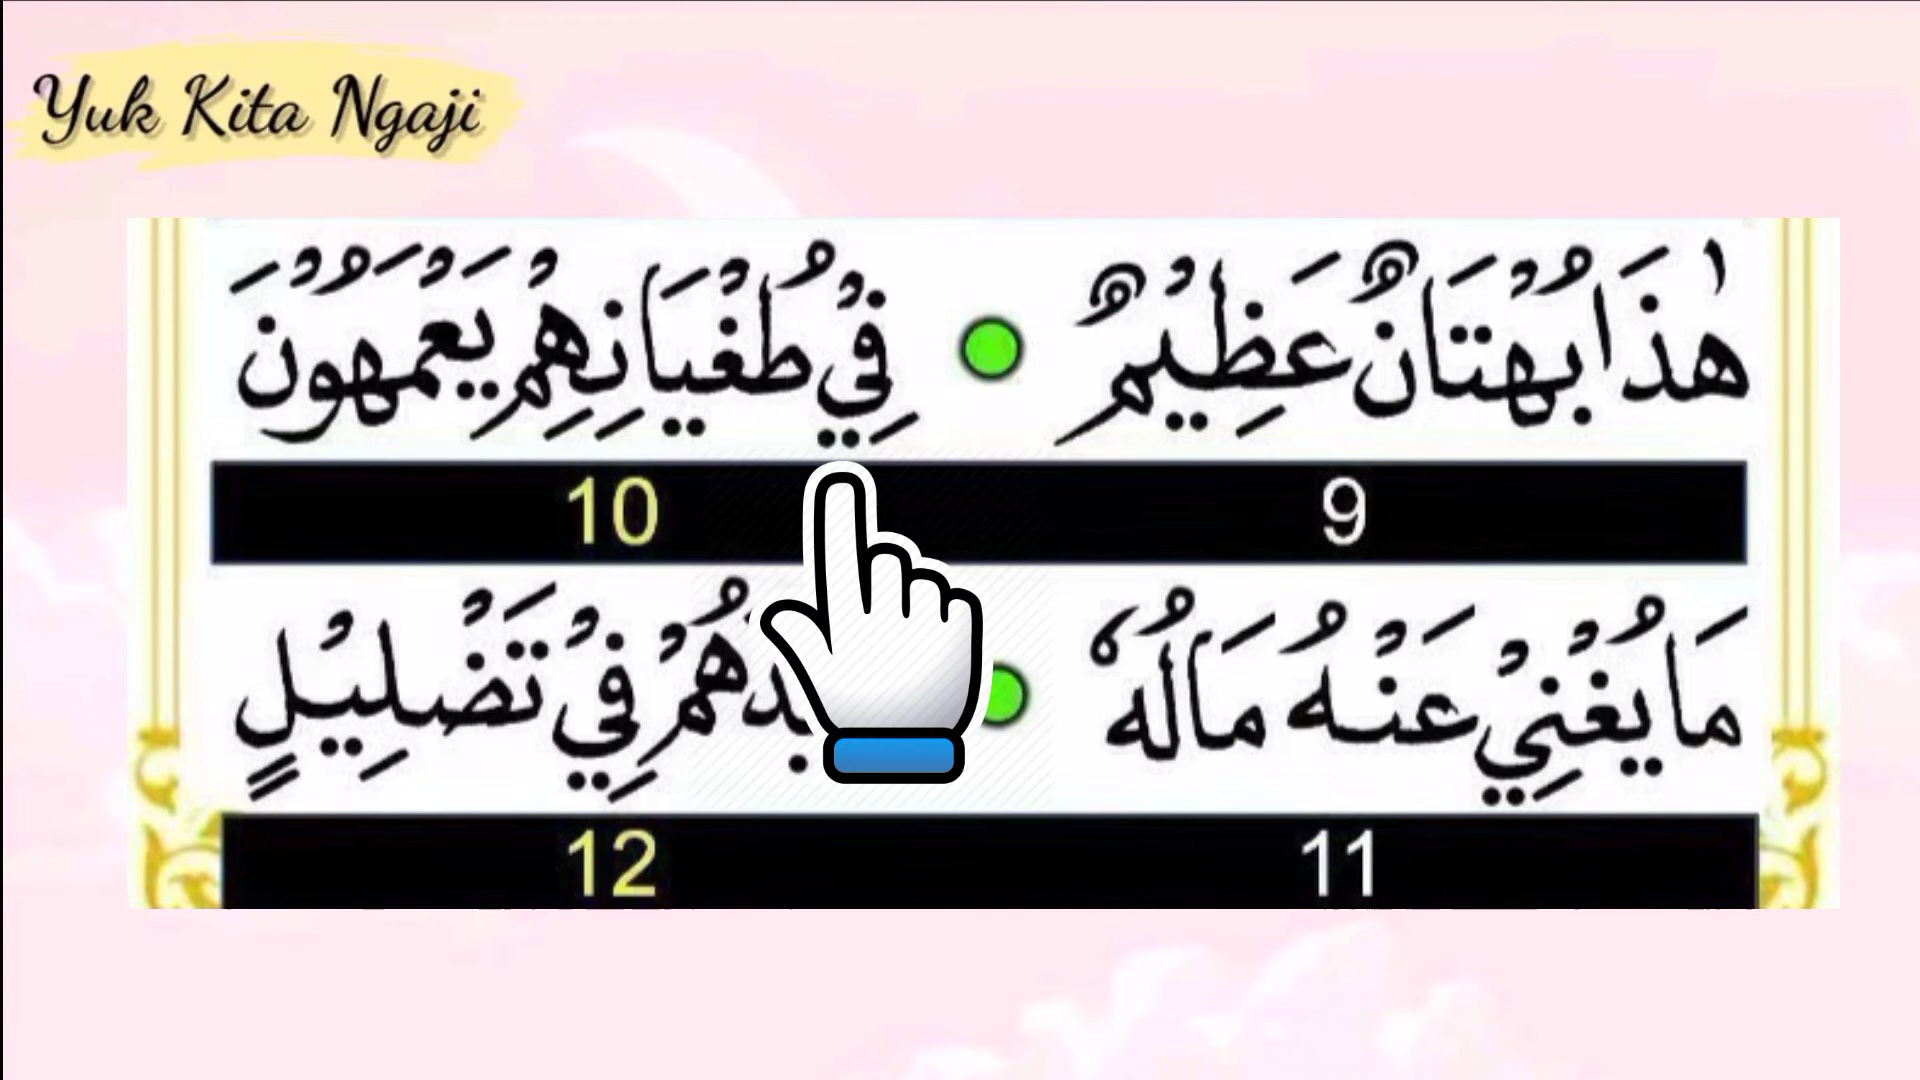 Yuk Kita Ngaji
هٰذَا بُهْتَانٌ عَظِيْمٌ
فِيْ طُغْيَانِهِمْ يَعْمَهُوْنَ
9
10
مَا يُغْنِيْ عَنْهُ مَالُهٗ
فِيْ تَضْلِيْلٍ
11
12